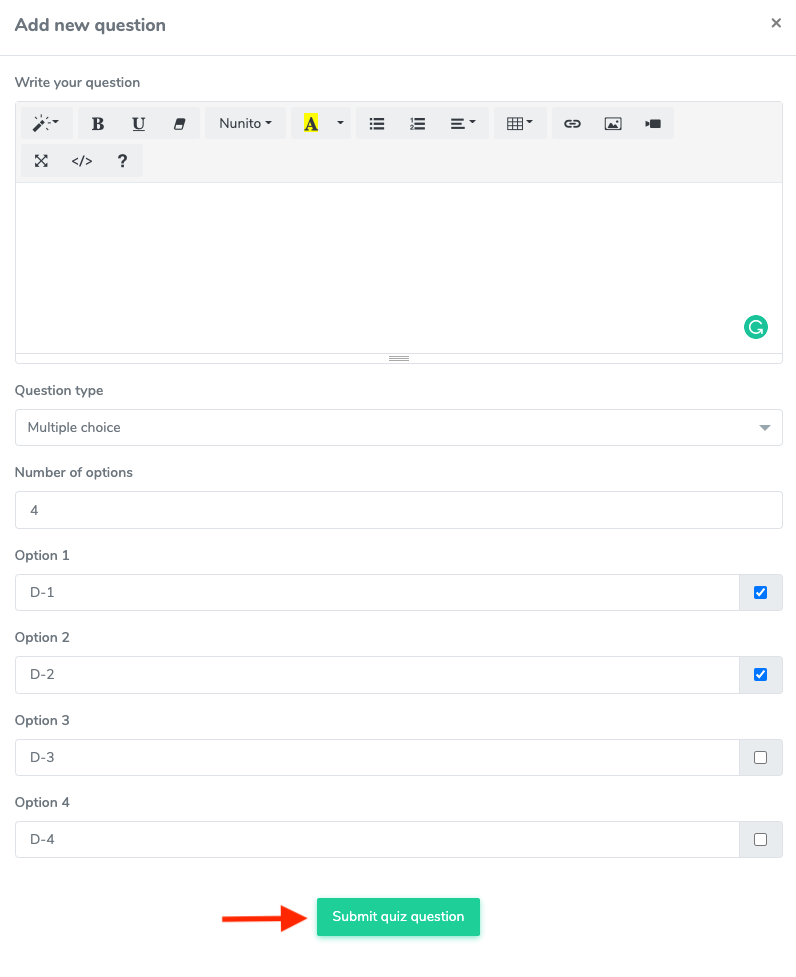 Add new question ×
Write your question
B U Nunito A
</> ?
Question type
Multiple choice
Number of options
4
Option 1
D-1
Option 2
D-2
Option 3
D-3
Option 4
D-4
Submit quiz question